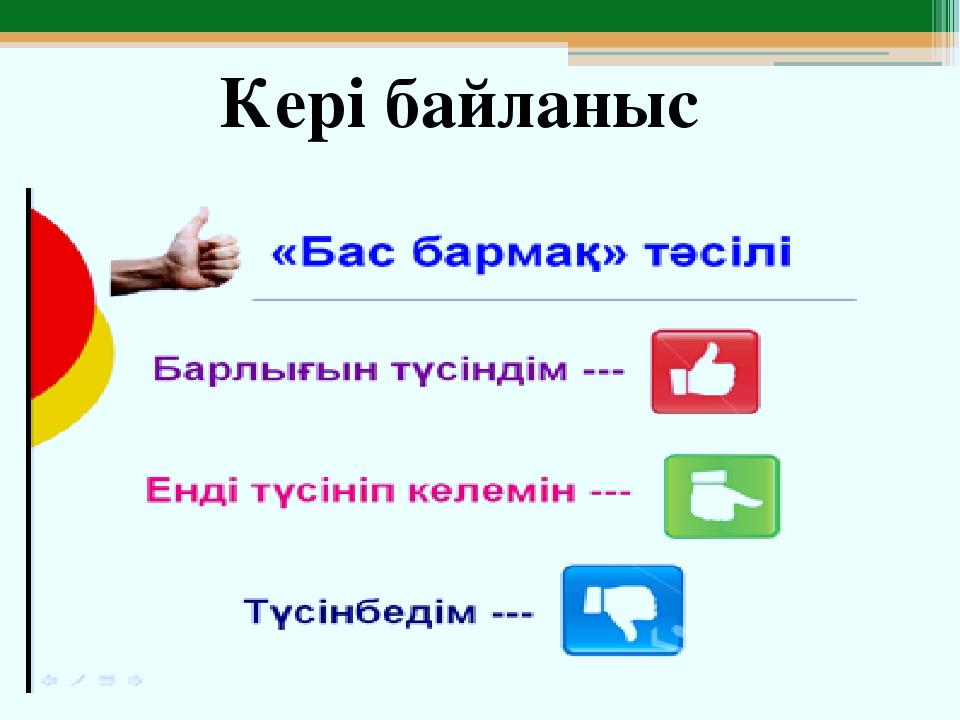 Кері байланыс
«Бас бармақ» тәсілі
Барлығын түсіндім ---
Енді түсініп келемін ---
Түсінбедім ---